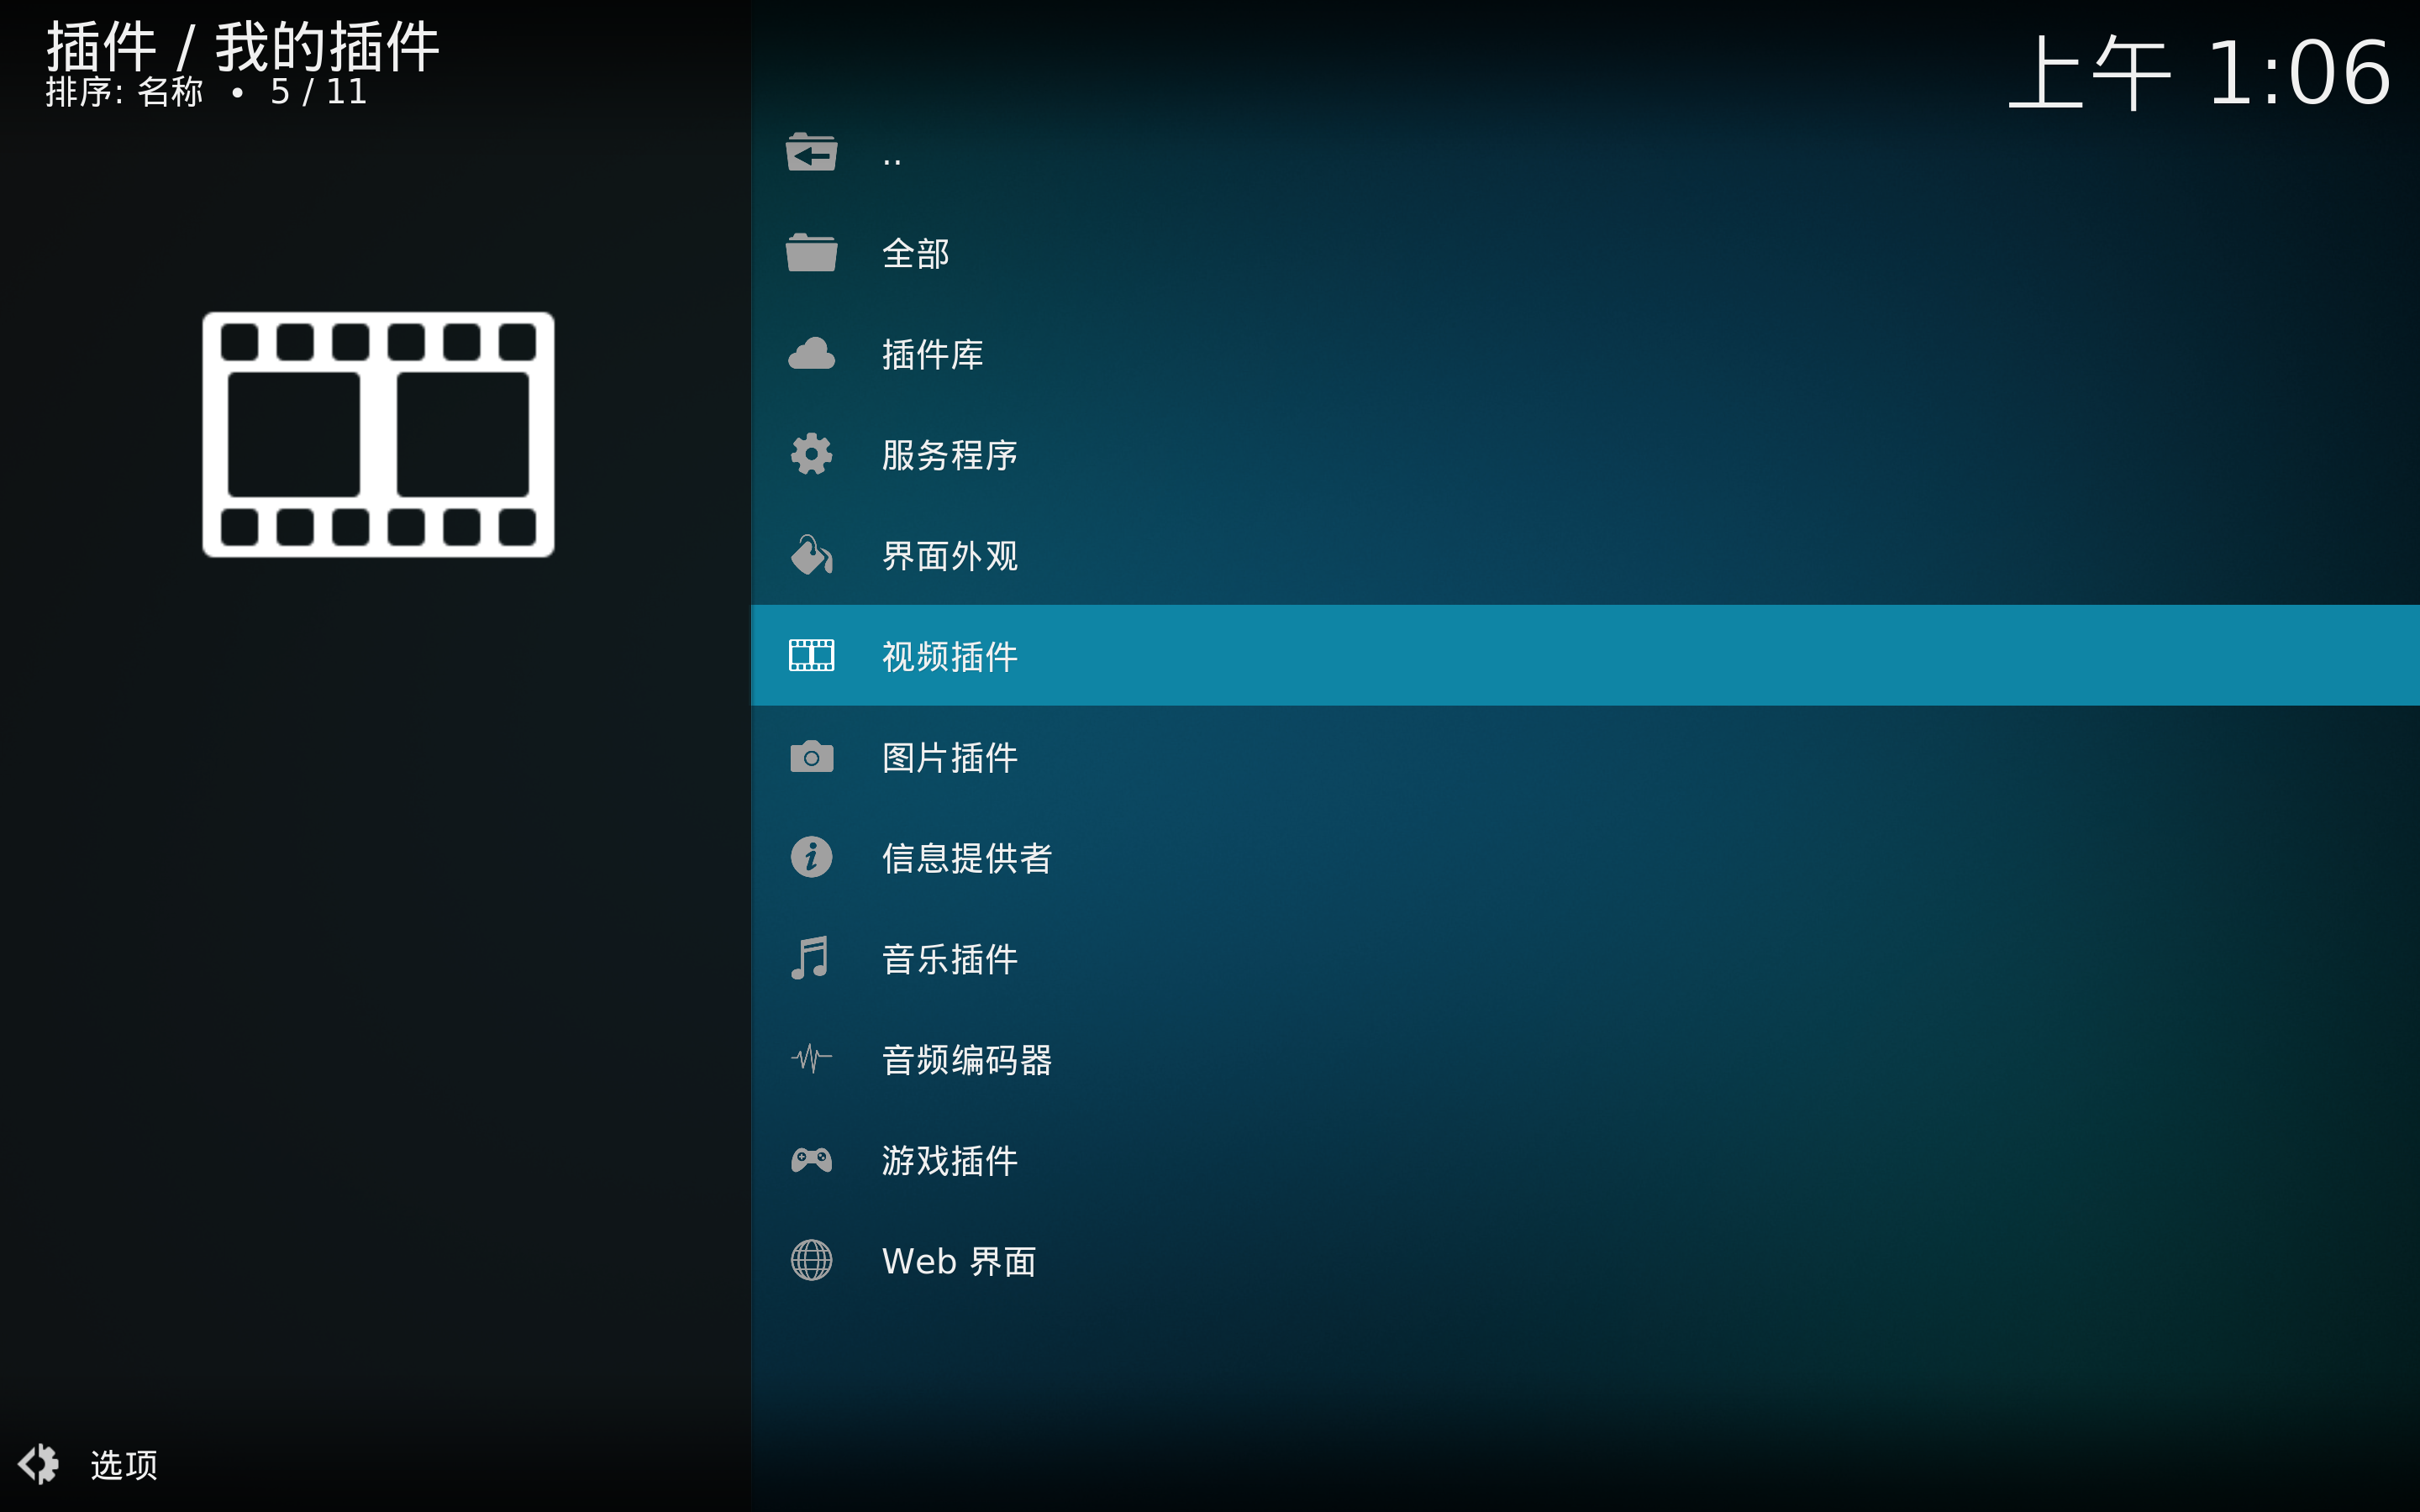 插件 / 我的插件
排序: 名称 • 5 / 11
上午 1:06
..
全部
插件库
服务程序
界面外观
视频插件
图片插件
信息提供者
音乐插件
音频编码器
游戏插件
Web 界面
选项